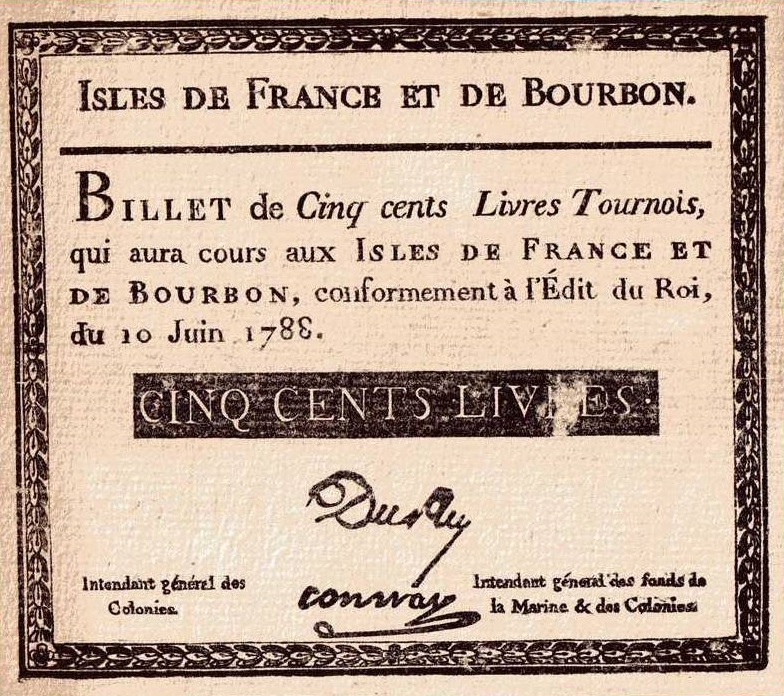 ISLES DE FRANCE ET DE BOURBON.
BILLET de Cinq cents Livres Tournois,
qui aura cours aux ISLES DE FRANCE ET
DE BOURBON, conformement à l'Édit du Roi,
du 10 Juin 1788.
CINQ CENTS LIVRES.
Intendant général des
Colonies.
conway
Intendant général des fonds de
la Marine & des Colonies